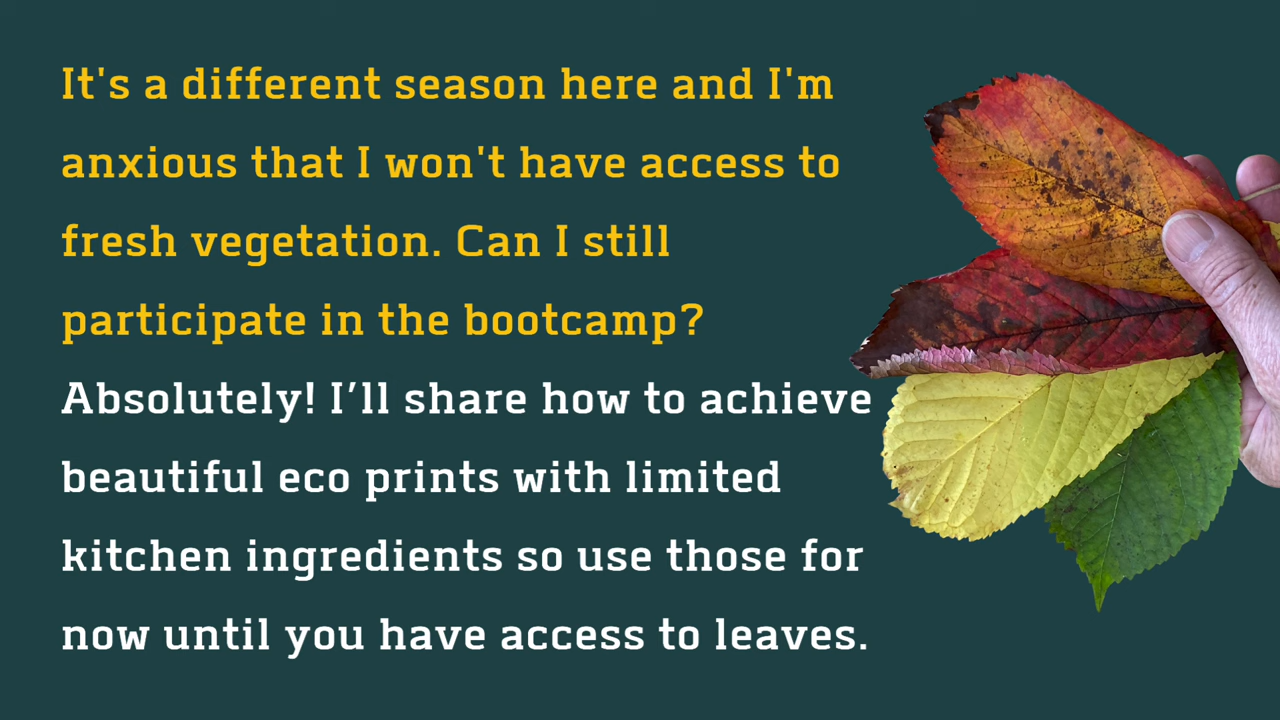 It's a different season here and I'm
anxious that I won't have access to
fresh vegetation. Can I still
participate in the bootcamp?
Absolutely! I’ll share how to achieve
beautiful eco prints with limited
kitchen ingredients so use those for
now until you have access to leaves.